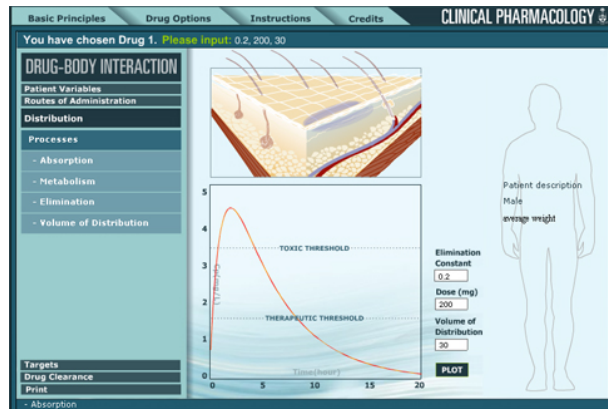 Basic Principles
Drug Options
Instructions
Credits
CLINICAL PHARMACOLOGY
You have chosen Drug 1. Please input: 0.2, 200, 30
DRUG-BODY INTERACTION
Patient Variables
Routes of Administration
Distribution
Processes
- Absorption
- Metabolism
- Elimination
- Volume of Distribution
Targets
Drug Clearance
Print
- Absorption
5
4
3
2
1
0
TOXIC THRESHOLD
THERAPEUTIC THRESHOLD
Time(hour)
0 5 10 15 20
Elimination
Constant
0.2
Dose (mg)
200
Volume of
Distribution
30
PLOT
Patient description
Male
average weight